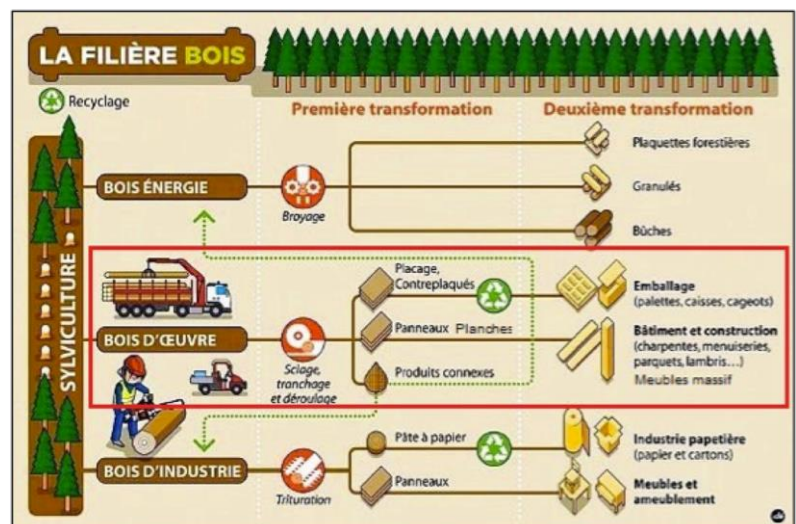 LA FILIÈRE BOIS
Recyclage
Première transformation
Deuxième transformation
SYLVICULTURE
BOIS ÉNERGIE
Broyage
Plaquettes forestières
Granulés
Bûches
BOIS D'ŒUVRE
Sciage,
tranchage
et déroulage
Placage,
Contreplaqués
Panneaux Planches
Produits connexes
Emballage
(palettes, caisses, cageots)
Bâtiment et construction
(charpentes, menuiseries,
parquets, lambris...)
Meubles massif
BOIS D'INDUSTRIE
Trituration
Pâte à papier
Panneaux
Industrie papetière
(papier et cartons)
Meubles et
ameublement